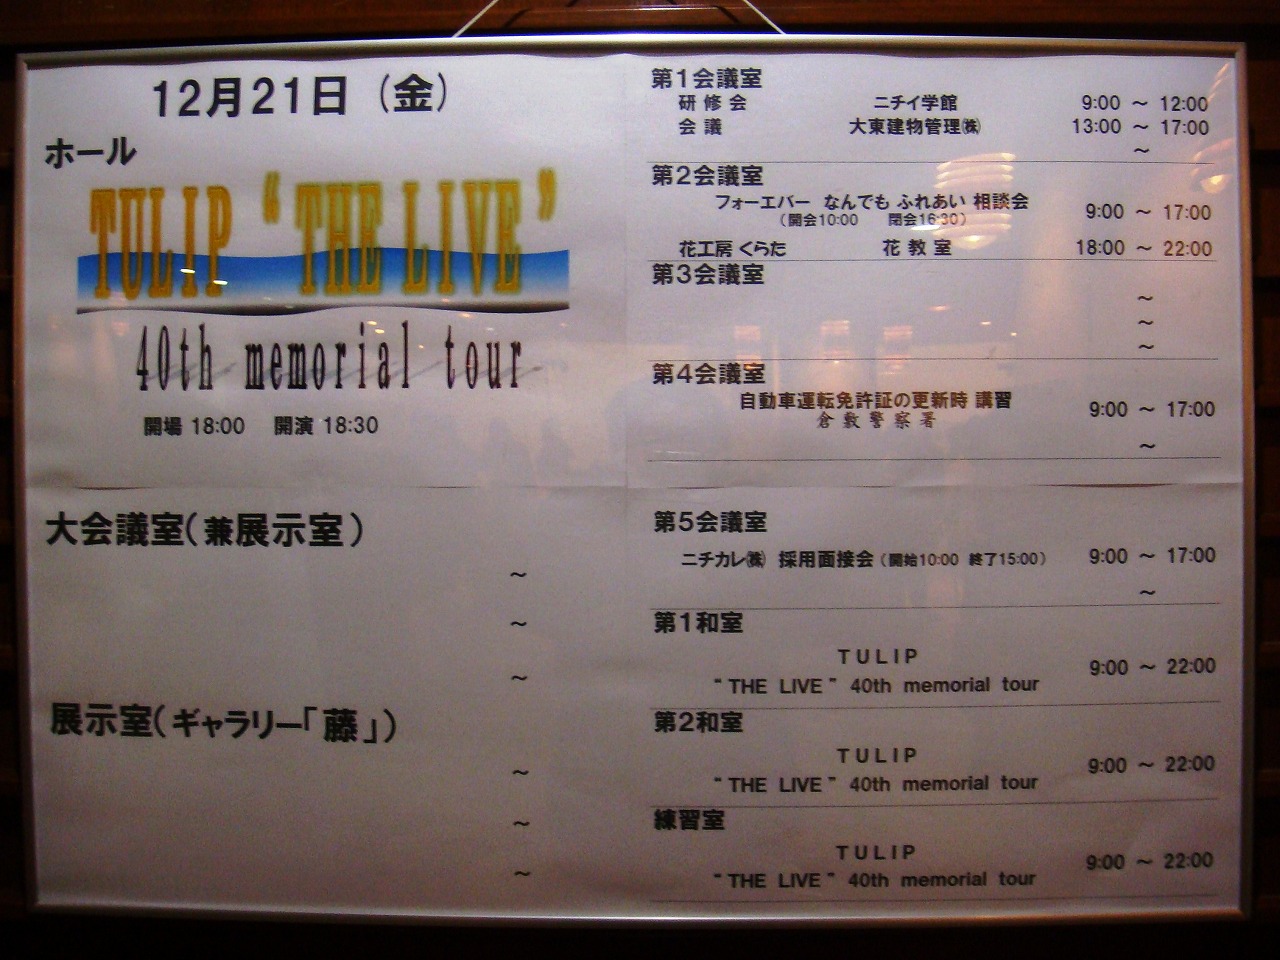 12月21日（金）
ホール
TULIP “THE LIVE”
40th memorial tour
開場 18:00 開演 18:30
大会議室（兼展示室）
～
～
～
展示室（ギャラリー「藤」）
～
～
～
第1会議室
研修会 ニチイ学館 9:00 ～ 12:00
会議 大東建物管理㈱ 13:00 ～ 17:00
～
第2会議室
フォーエバー なんでも ふれあい 相談会 9:00 ～ 17:00
（開会10:00 閉会16:30）
花工房 くらた 花教室 18:00 ～ 22:00
第3会議室
～
～
～
第4会議室
自動車運転免許証の更新時 講習 9:00 ～ 17:00
倉敷警察署
～
第5会議室
ニチカレ㈱ 採用面接会（開始10:00 終了15:00） 9:00 ～ 17:00
～
第1和室
TULIP 9:00 ～ 22:00
“ THE LIVE ” 40th memorial tour
第2和室
TULIP 9:00 ～ 22:00
“ THE LIVE ” 40th memorial tour
練習室
TULIP 9:00 ～ 22:00
“ THE LIVE ” 40th memorial tour